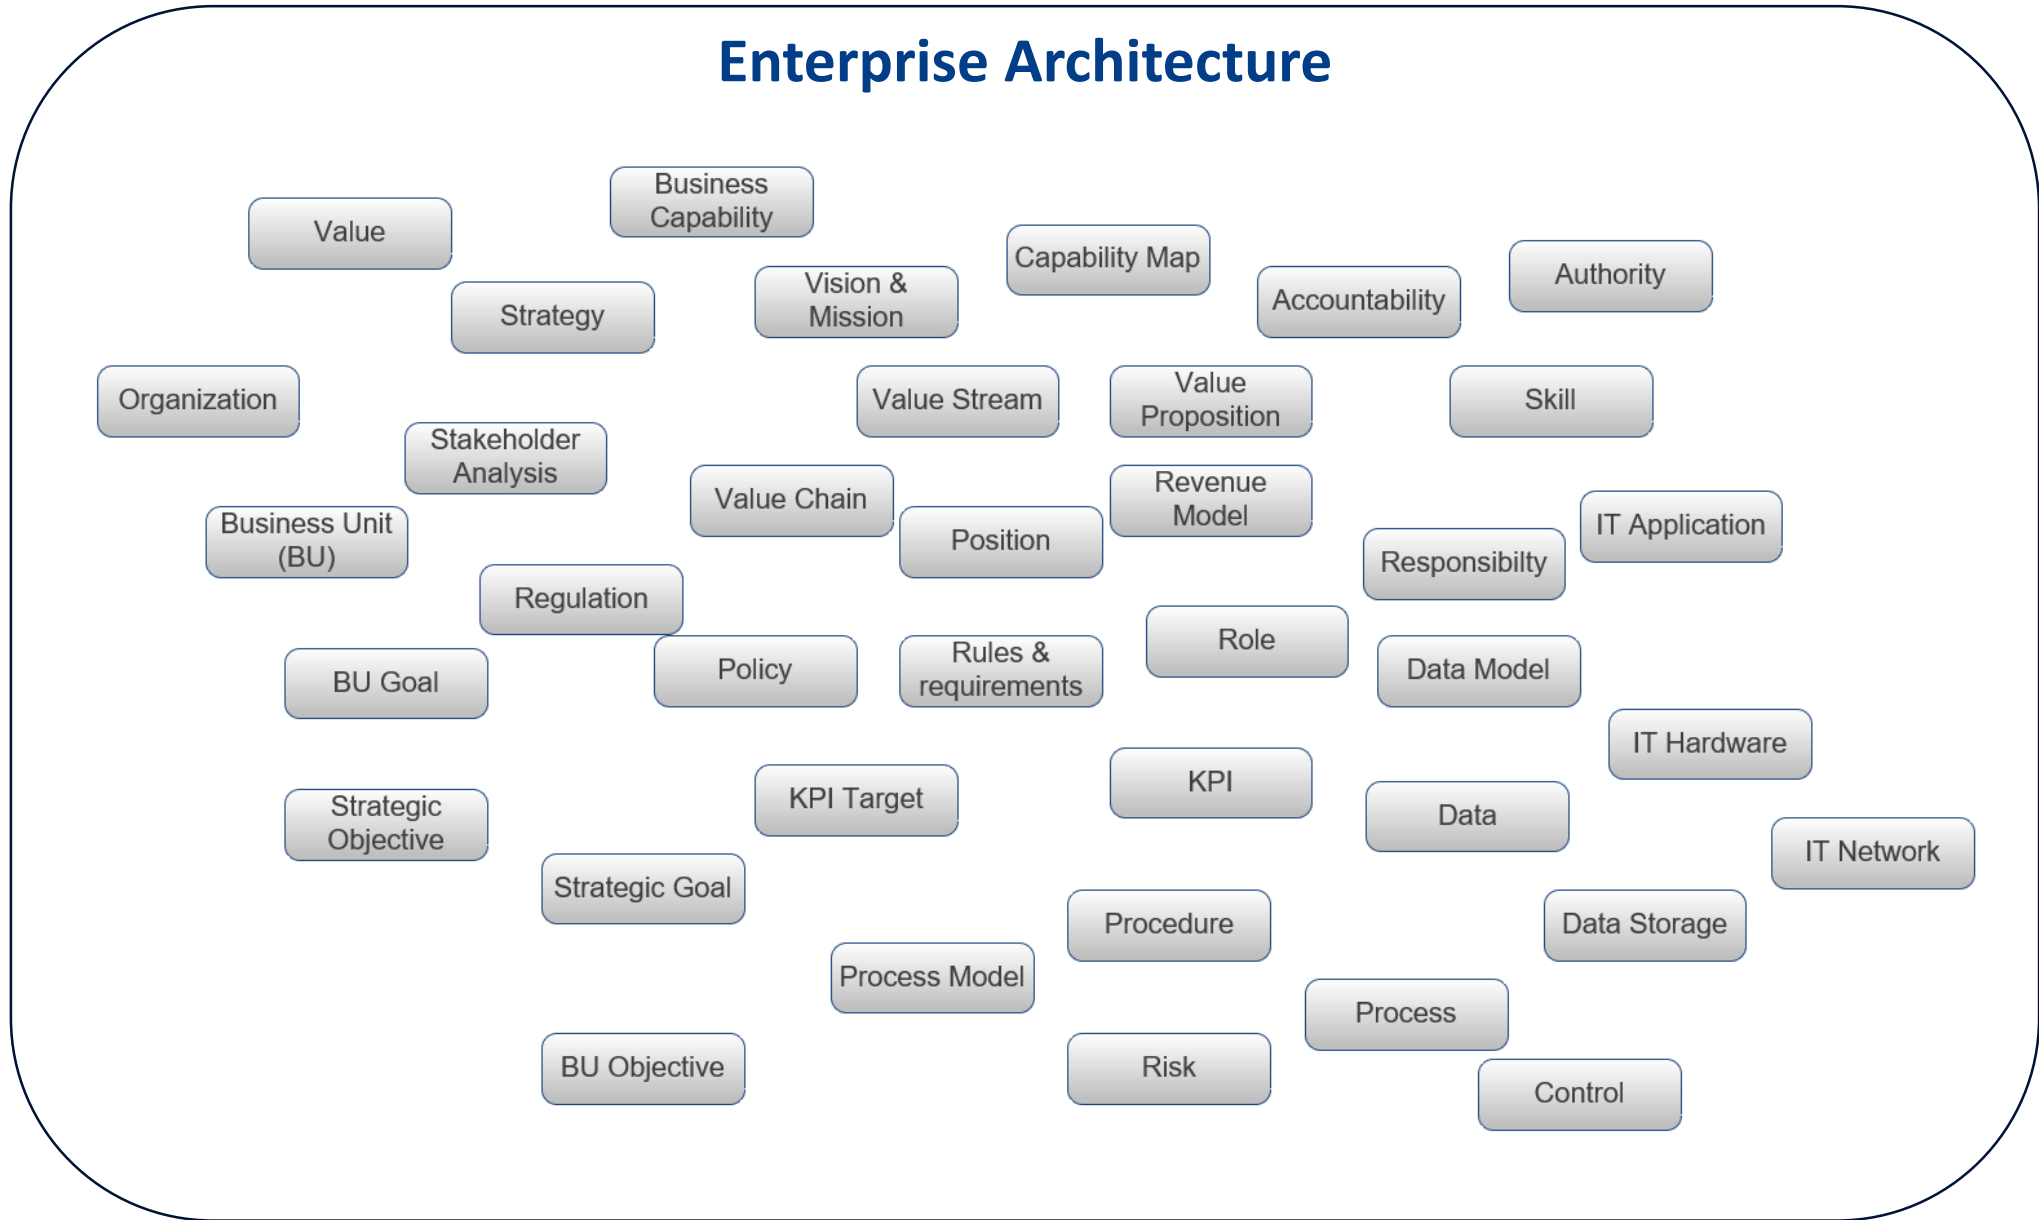 Enterprise Architecture
Business
Capability
Value
Capability Map
Authority
Vision &
Mission
Accountability
Strategy
Organization
Value Stream
Value
Proposition
Skill
Stakeholder
Analysis
Value Chain
Revenue
Model
IT Application
Business Unit
(BU)
Position
Responsibilty
Regulation
Role
BU Goal
Policy
Rules &
requirements
Data Model
IT Hardware
KPI
KPI Target
Strategic
Objective
Data
IT Network
Strategic Goal
Procedure
Data Storage
Process Model
Process
BU Objective
Risk
Control